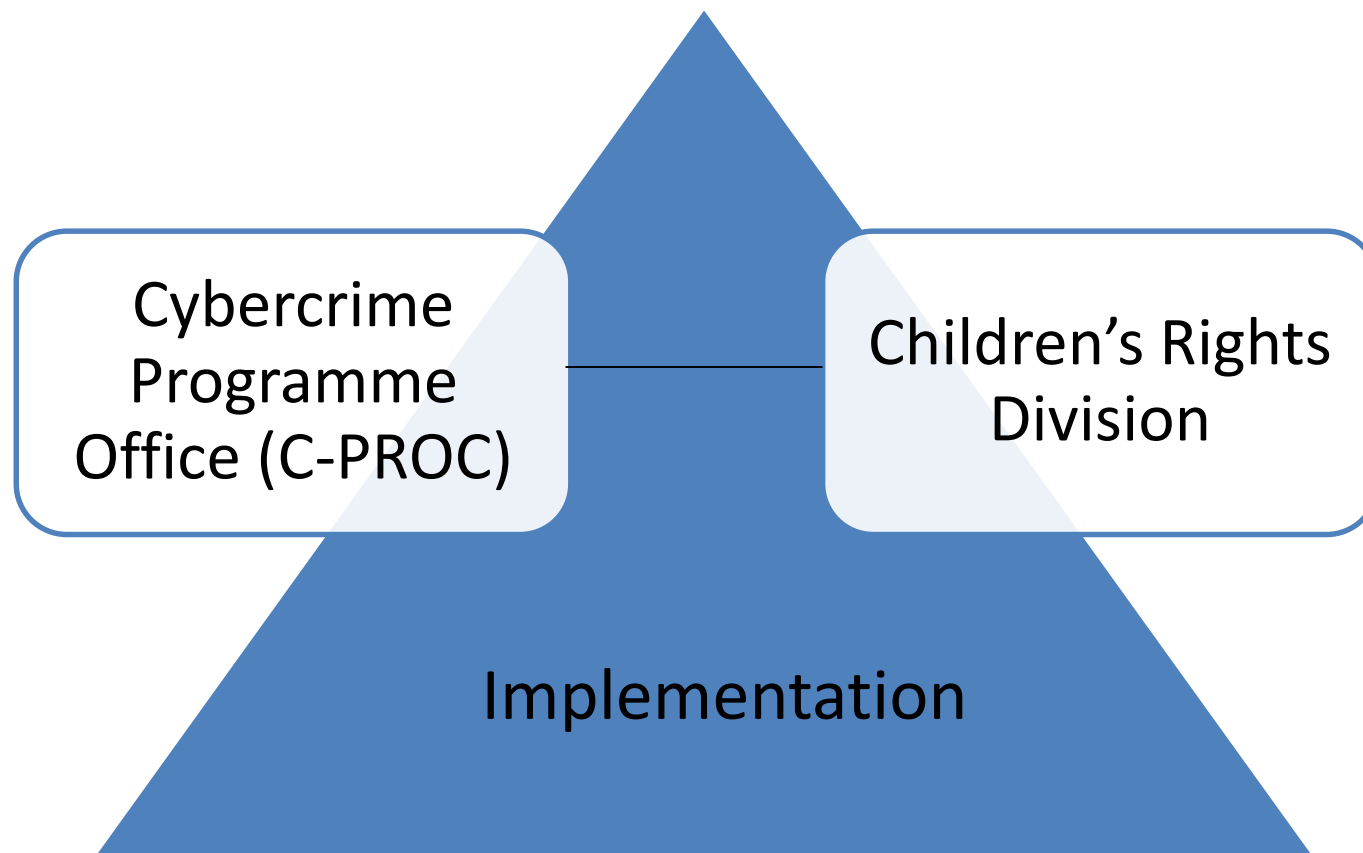 Cybercrime
Programme
Office (C-PROC)
Children’s Rights
Division
Implementation